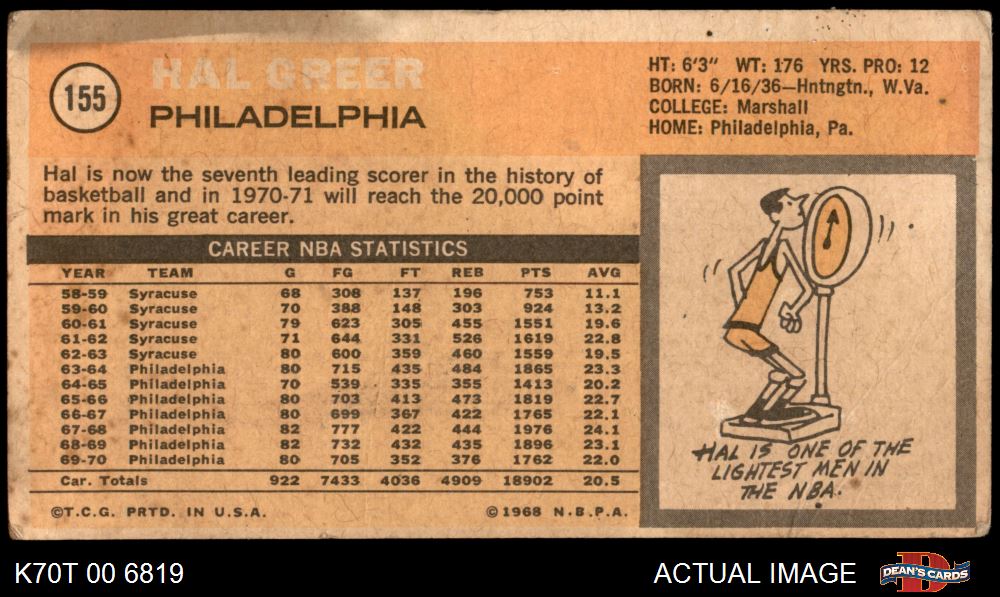 155
HAL GREER
PHILADELPHIA
HT: 6'3" WT: 176 YRS. PRO: 12
BORN: 6/16/36—Hntngtn., W.Va.
COLLEGE: Marshall
HOME: Philadelphia, Pa.
Hal is now the seventh leading scorer in the history of
basketball and in 1970-71 will reach the 20,000 point
mark in his great career.
CAREER NBA STATISTICS
YEAR TEAM G FG FT REB PTS AVG
58-59 Syracuse 68 308 137 196 753 11.1
59-60 Syracuse 70 388 148 303 924 13.2
60-61 Syracuse 79 623 305 455 1551 19.6
61-62 Syracuse 71 644 331 526 1619 22.8
62-63 Syracuse 80 600 359 460 1559 19.5
63-64 Philadelphia 80 715 435 484 1865 23.3
64-65 Philadelphia 70 539 335 355 1413 20.2
65-66 Philadelphia 80 703 413 473 1819 22.7
66-67 Philadelphia 80 699 367 422 1765 22.1
67-68 Philadelphia 82 777 422 444 1976 24.1
68-69 Philadelphia 82 732 432 435 1896 23.1
69-70 Philadelphia 80 705 352 376 1762 22.0
Car. Totals 922 7433 4036 4909 18902 20.5
©T.C.G. PRTD. IN U.S.A. ©1968 N.B.P.A.
HAL IS ONE OF THE
LIGHTEST MEN IN
THE NBA.
K70T 00 6819
ACTUAL IMAGE
D
DEAN'S CARDS